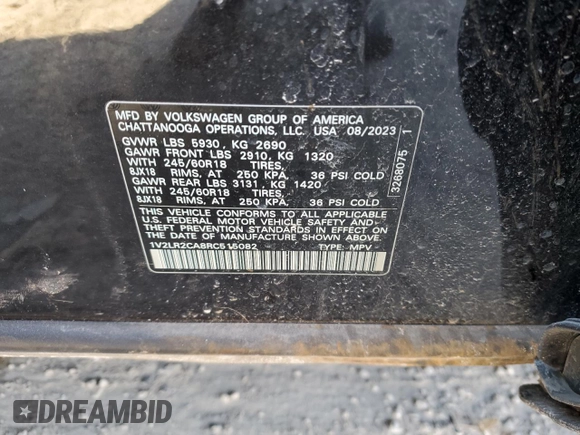 MFD BY VOLKSWAGEN GROUP OF AMERICA
CHATTANOOGA OPERATIONS, LLC. USA 08/2023
GVWR LBS 5930, KG 2690
GAWR FRONT LBS 2910, KG 1320
WITH 245/60R18 TIRES,
8JX18 RIMS, AT 250 KPA, 36 PSI COLD
GAWR REAR LBS 3131, KG 1420
WITH 245/60R18 TIRES,
8JX18 RIMS, AT 250 KPA, 36 PSI COLD
THIS VEHICLE CONFORMS TO ALL APPLICABLE
U.S. FEDERAL MOTOR VEHICLE SAFETY AND
THEFT PREVENTION STANDARDS IN EFFECT ON
THE DATE OF MANUFACTURE SHOWN ABOVE
1V2LR2CA8RC515082 TYPE: MPV
3268075 1
DREAMBID